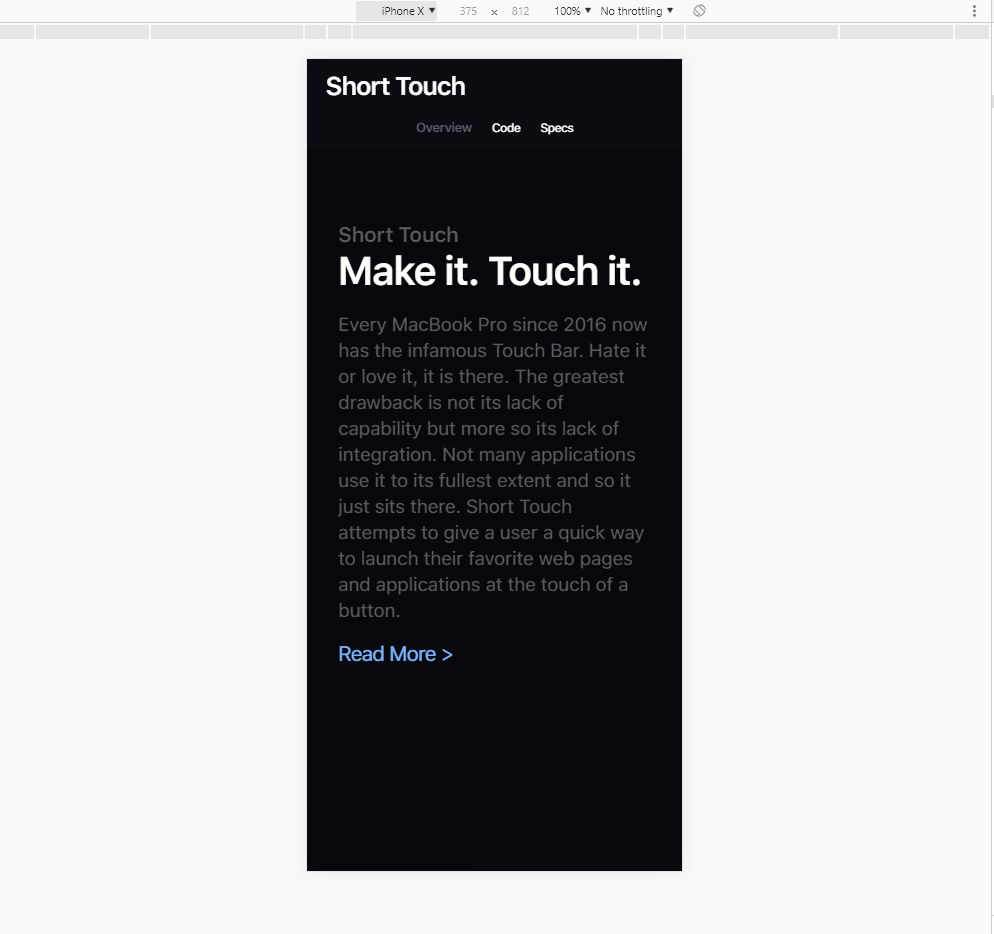 iPhone X ▼ 375 × 812 100% ▼ No throttling ▼
Short Touch
Overview Code Specs
Short Touch
Make it. Touch it.
Every MacBook Pro since 2016 now
has the infamous Touch Bar. Hate it
or love it, it is there. The greatest
drawback is not its lack of
capability but more so its lack of
integration. Not many applications
use it to its fullest extent and so it
just sits there. Short Touch
attempts to give a user a quick way
to launch their favorite web pages
and applications at the touch of a
button.
Read More >